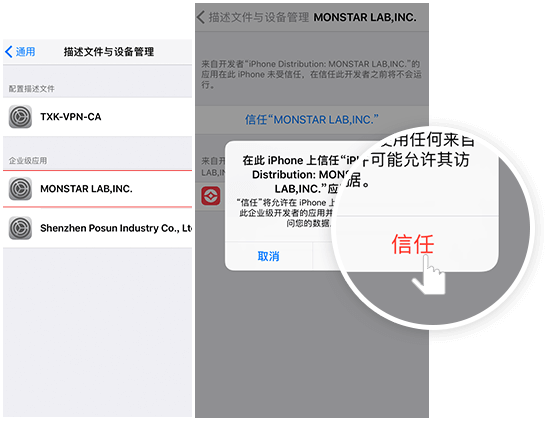 通用
描述文件与设备管理
配置描述文件
TXK-VPN-CA
企业级应用
MONSTAR LAB,INC.
Shenzhen Posun Industry Co., Lt
描述文件与设备管理 MONSTAR LAB,INC.
来自开发者“iPhone Distribution: MONSTAR LAB,INC.”的
应用在此 iPhone 未受信任，在信任此开发者之前将不会运
行。
信任“MONSTAR LAB,INC.”
来自开
LAB,IN
在此 iPhone 上信任“iP
Distribution: MONST
LAB,INC.”应
“信任”将允许在 iPhone 上
此企业级开发者的应用并
问您的数据
取消
使用任何来自
可能允许其访
据。
信任